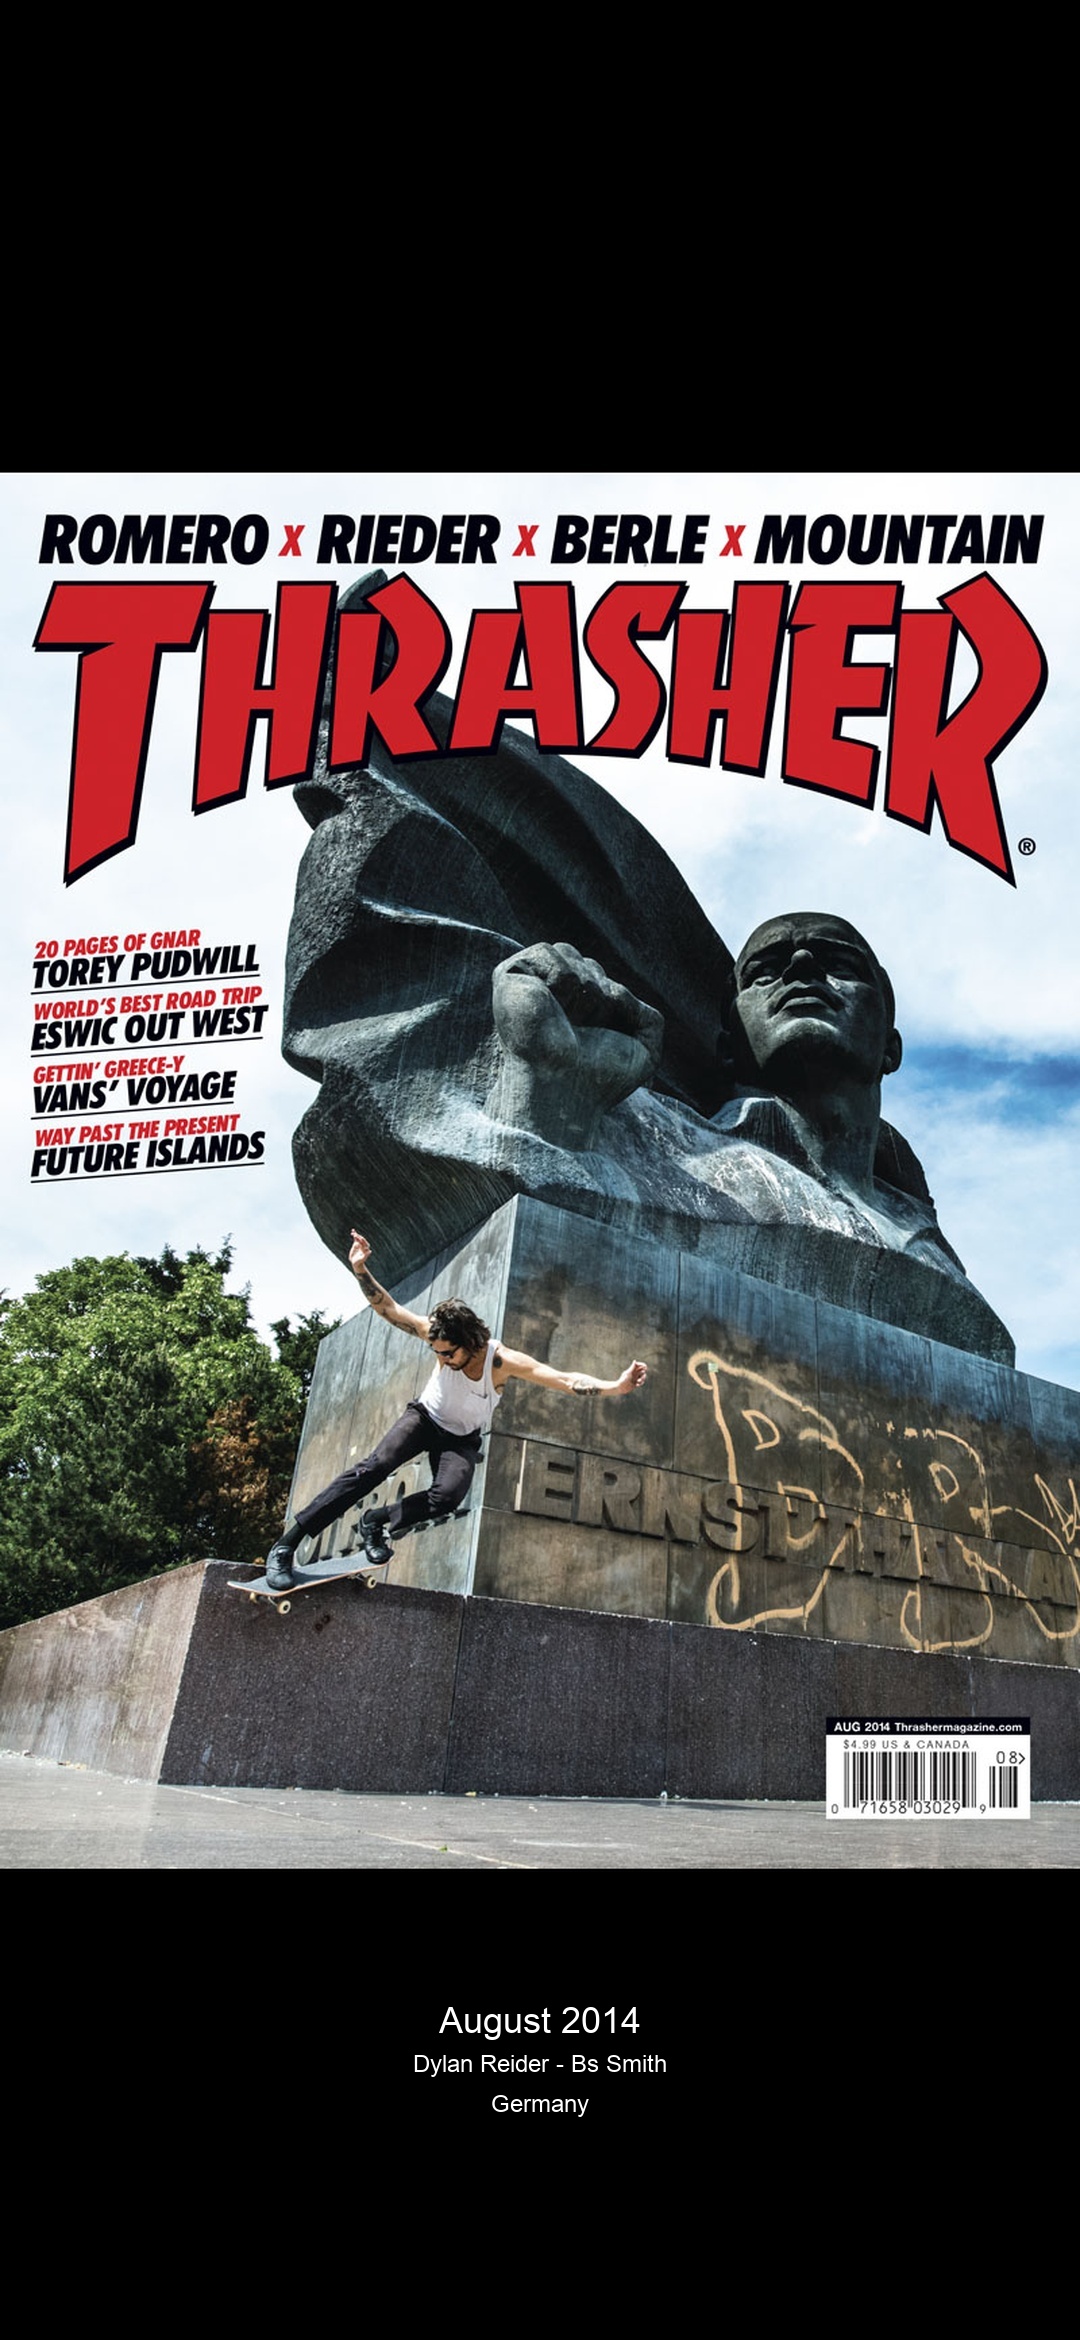 ROMERO x RIEDER x BERLE x MOUNTAIN
THRASHER®
20 PAGES OF GNAR
TOREY PUDWILL
WORLD'S BEST ROAD TRIP
ESWIC OUT WEST
GETTIN' GREECE-Y
VANS' VOYAGE
WAY PAST THE PRESENT
FUTURE ISLANDS
ERNST
AUG 2014 Thrashermagazine.com
$4.99 US & CANADA
08>
0 71658 03029 9
August 2014
Dylan Reider - Bs Smith
Germany